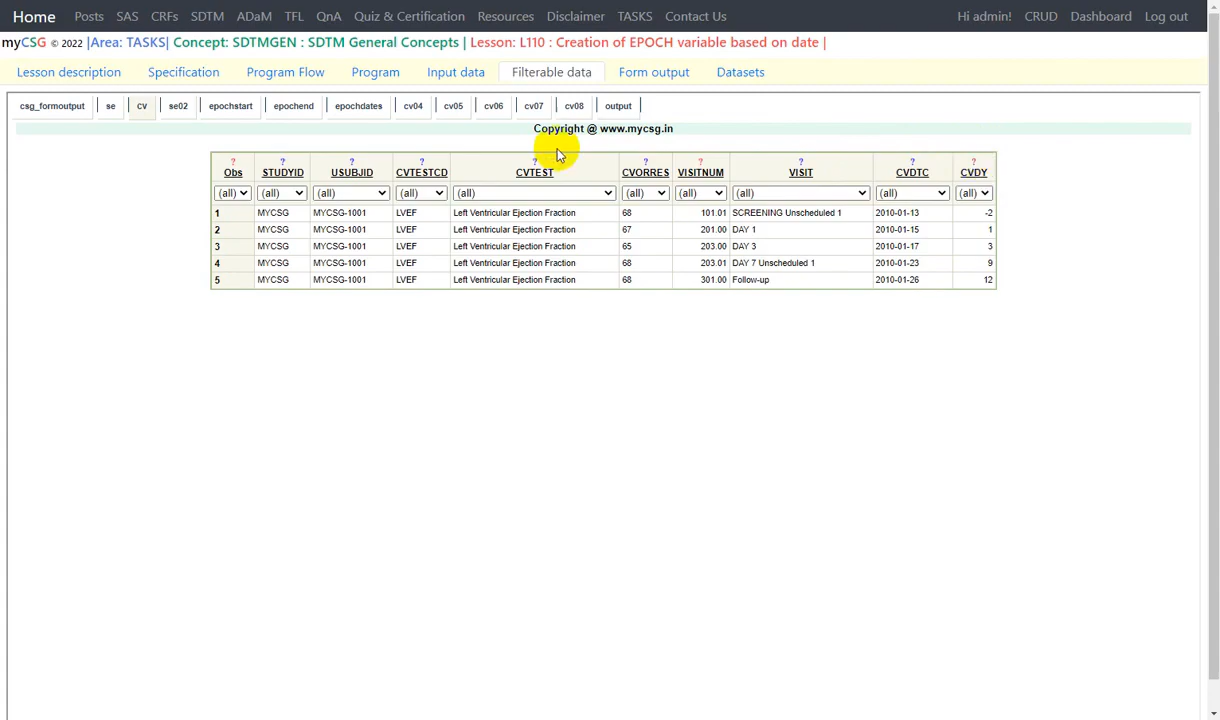 Home Posts SAS CRFs SDTM ADaM TFL QnA Quiz & Certification Resources Disclaimer TASKS Contact Us Hi admin! CRUD Dashboard Log out
myCSG © 2022 |Area: TASKS| Concept: SDTMGEN : SDTM General Concepts | Lesson: L110 : Creation of EPOCH variable based on date |
Lesson description Specification Program Flow Program Input data Filterable data Form output Datasets
csg_formoutput se cv se02 epochstart epochend epochdates cv04 cv05 cv06 cv07 cv08 output
Copyright @ www.mycsg.in
? ? ? ? ? ? ? ? ? ?
Obs STUDYID USUBJID CVTESTCD CVTEST CVORRES VISITNUM VISIT CVDTC CVDY
(all) (all) (all) (all) (all) (all) (all) (all) (all) (all)
1 MYCSG MYCSG-1001 LVEF Left Ventricular Ejection Fraction 68 101.01 SCREENING Unscheduled 1 2010-01-13 -2
2 MYCSG MYCSG-1001 LVEF Left Ventricular Ejection Fraction 67 201.00 DAY 1 2010-01-15 1
3 MYCSG MYCSG-1001 LVEF Left Ventricular Ejection Fraction 65 203.00 DAY 3 2010-01-17 3
4 MYCSG MYCSG-1001 LVEF Left Ventricular Ejection Fraction 68 203.01 DAY 7 Unscheduled 1 2010-01-23 9
5 MYCSG MYCSG-1001 LVEF Left Ventricular Ejection Fraction 68 301.00 Follow-up 2010-01-26 12